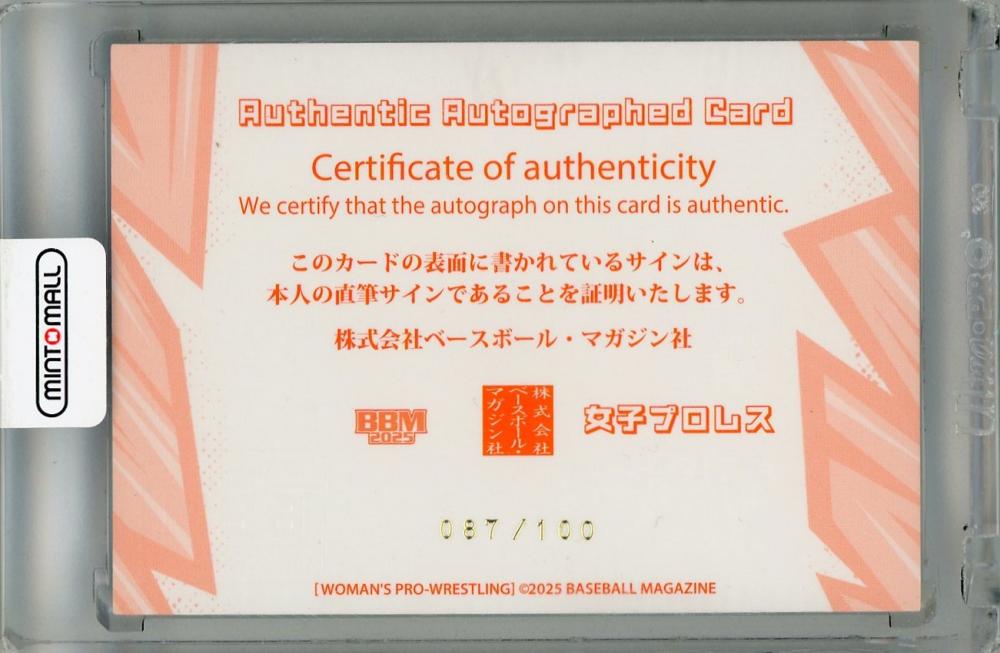 Authentic Autographed Card
Certificate of authenticity
We certify that the autograph on this card is authentic.
このカードの表面に書かれているサインは、
本人の直筆サインであることを証明いたします。
株式会社ベースボール・マガジン社
MINTOMALL
BBM
2025
株式会社
ベースボール・
マガジン社
女子プロレス
087/100
[WOMAN'S PRO-WRESTLING] ©2025 BASEBALL MAGAZINE